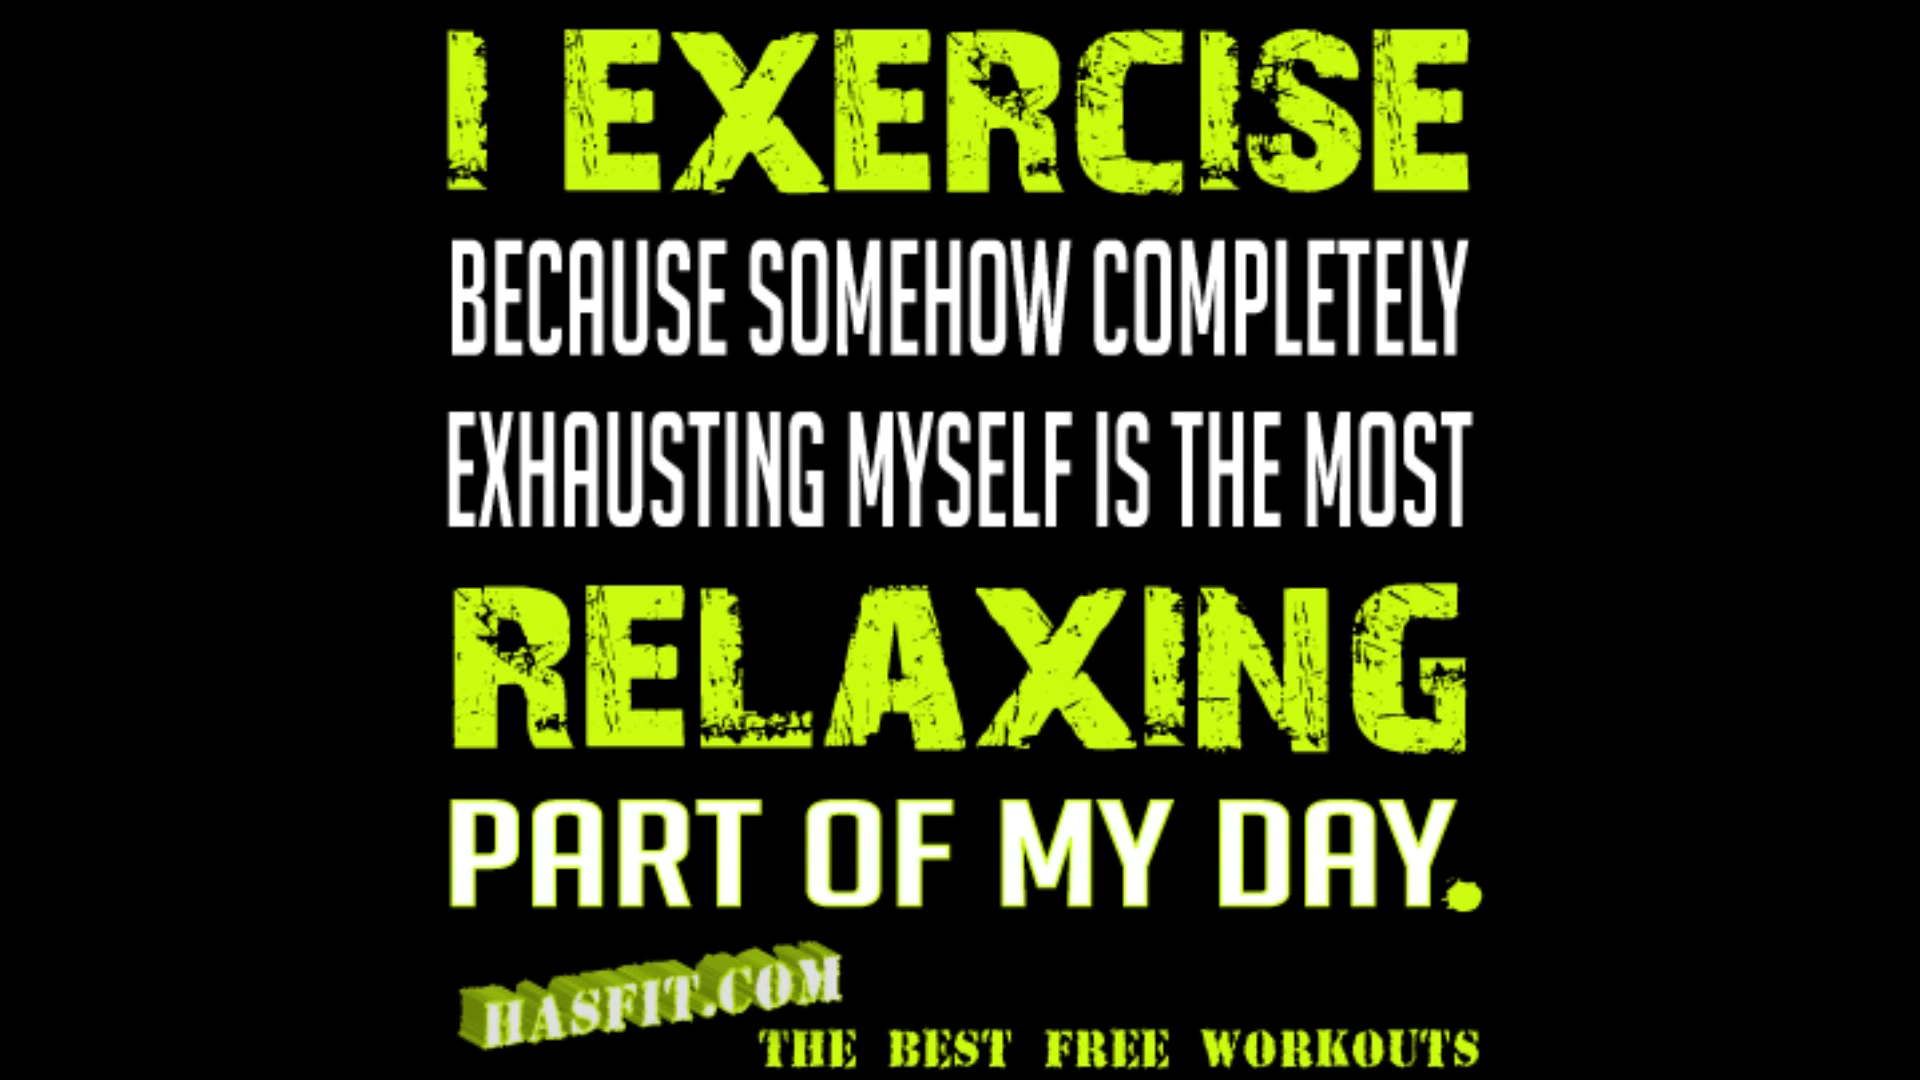 I EXERCISE
BECAUSE SOMEHOW COMPLETELY
EXHAUSTING MYSELF IS THE MOST
RELAXING
PART OF MY DAY.
HASFIT.COM
THE BEST FREE WORKOUTS